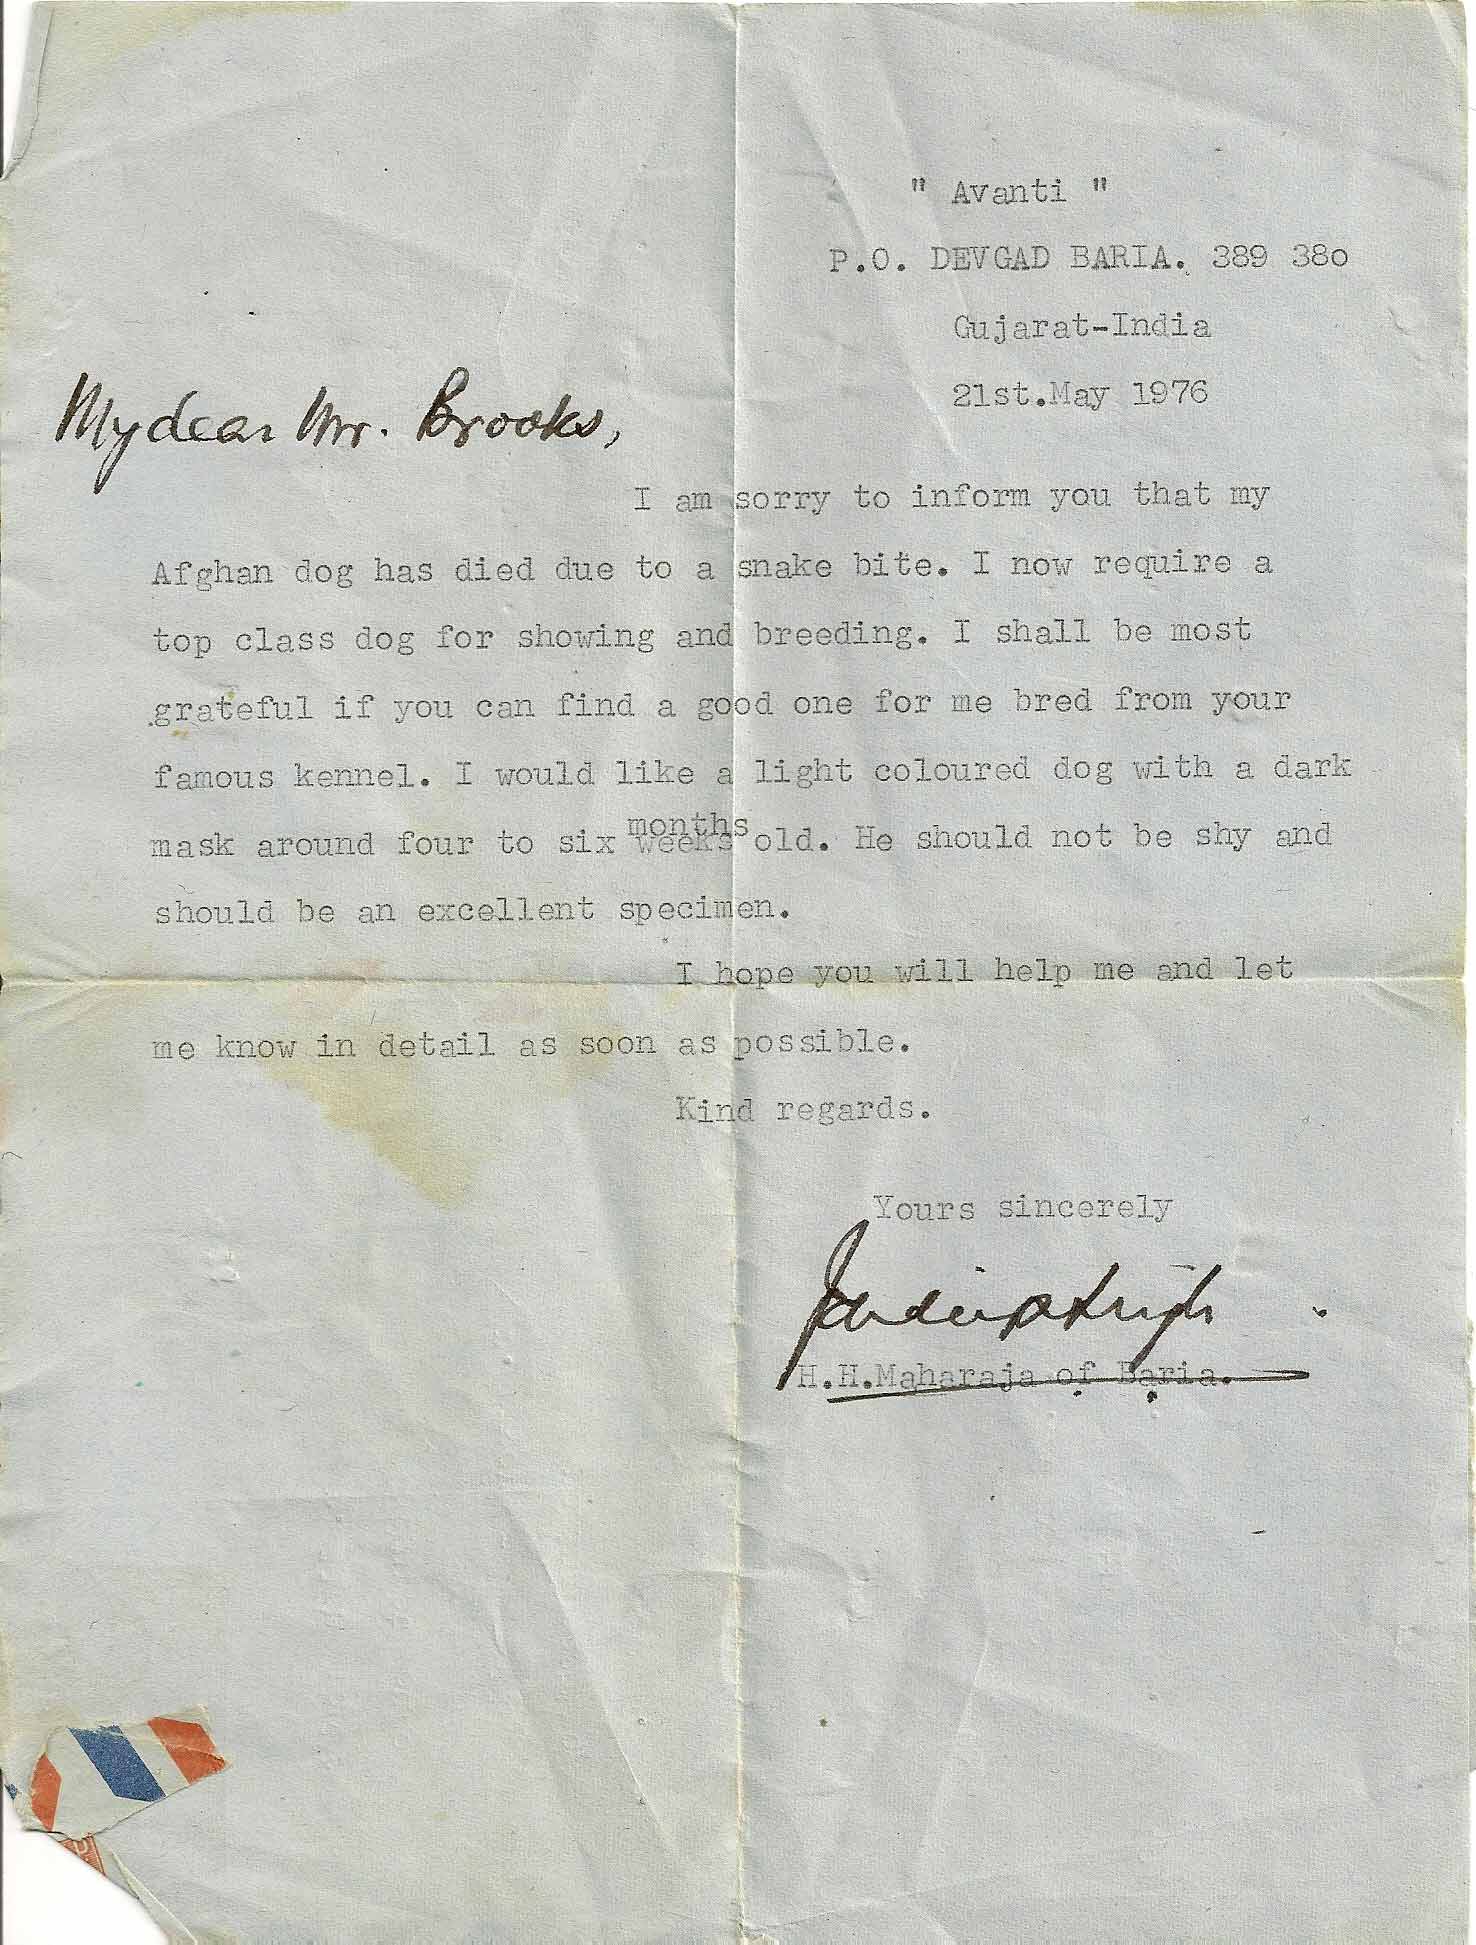 " Avanti "
P.O. DEVGAD BARIA. 389 380
Gujarat-India
21st.May 1976
My dear Mr. Brooks,
I am sorry to inform you that my
Afghan dog has died due to a snake bite. I now require a
top class dog for showing and breeding. I shall be most
grateful if you can find a good one for me bred from your
famous kennel. I would like a light coloured dog with a dark
mask around four to six months old. He should not be shy and
should be an excellent specimen.
I hope you will help me and let
me know in detail as soon as possible.
Kind regards.
Yours sincerely
H.H.Maharaja of Baria.